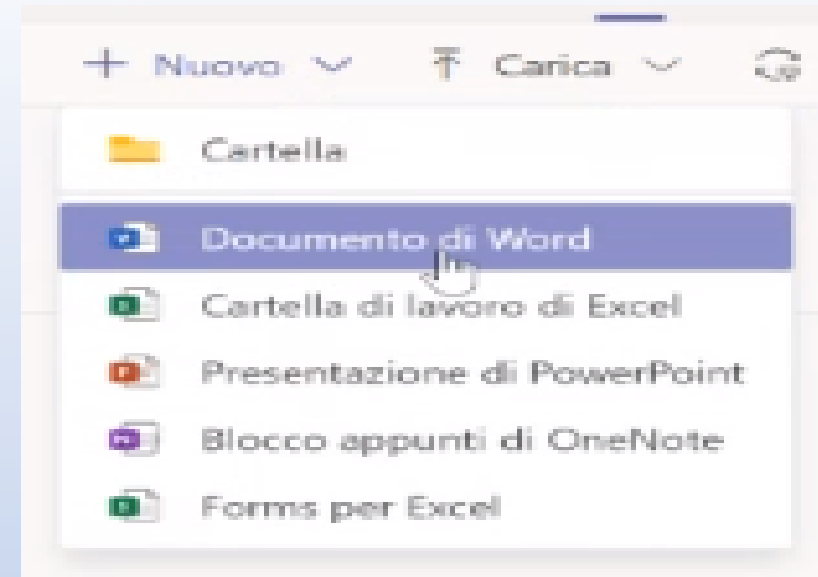 Nuovo Carica
Cartella
Documento di Word
Cartella di lavoro di Excel
Presentazione di PowerPoint
Blocco appunti di OneNote
Forms per Excel